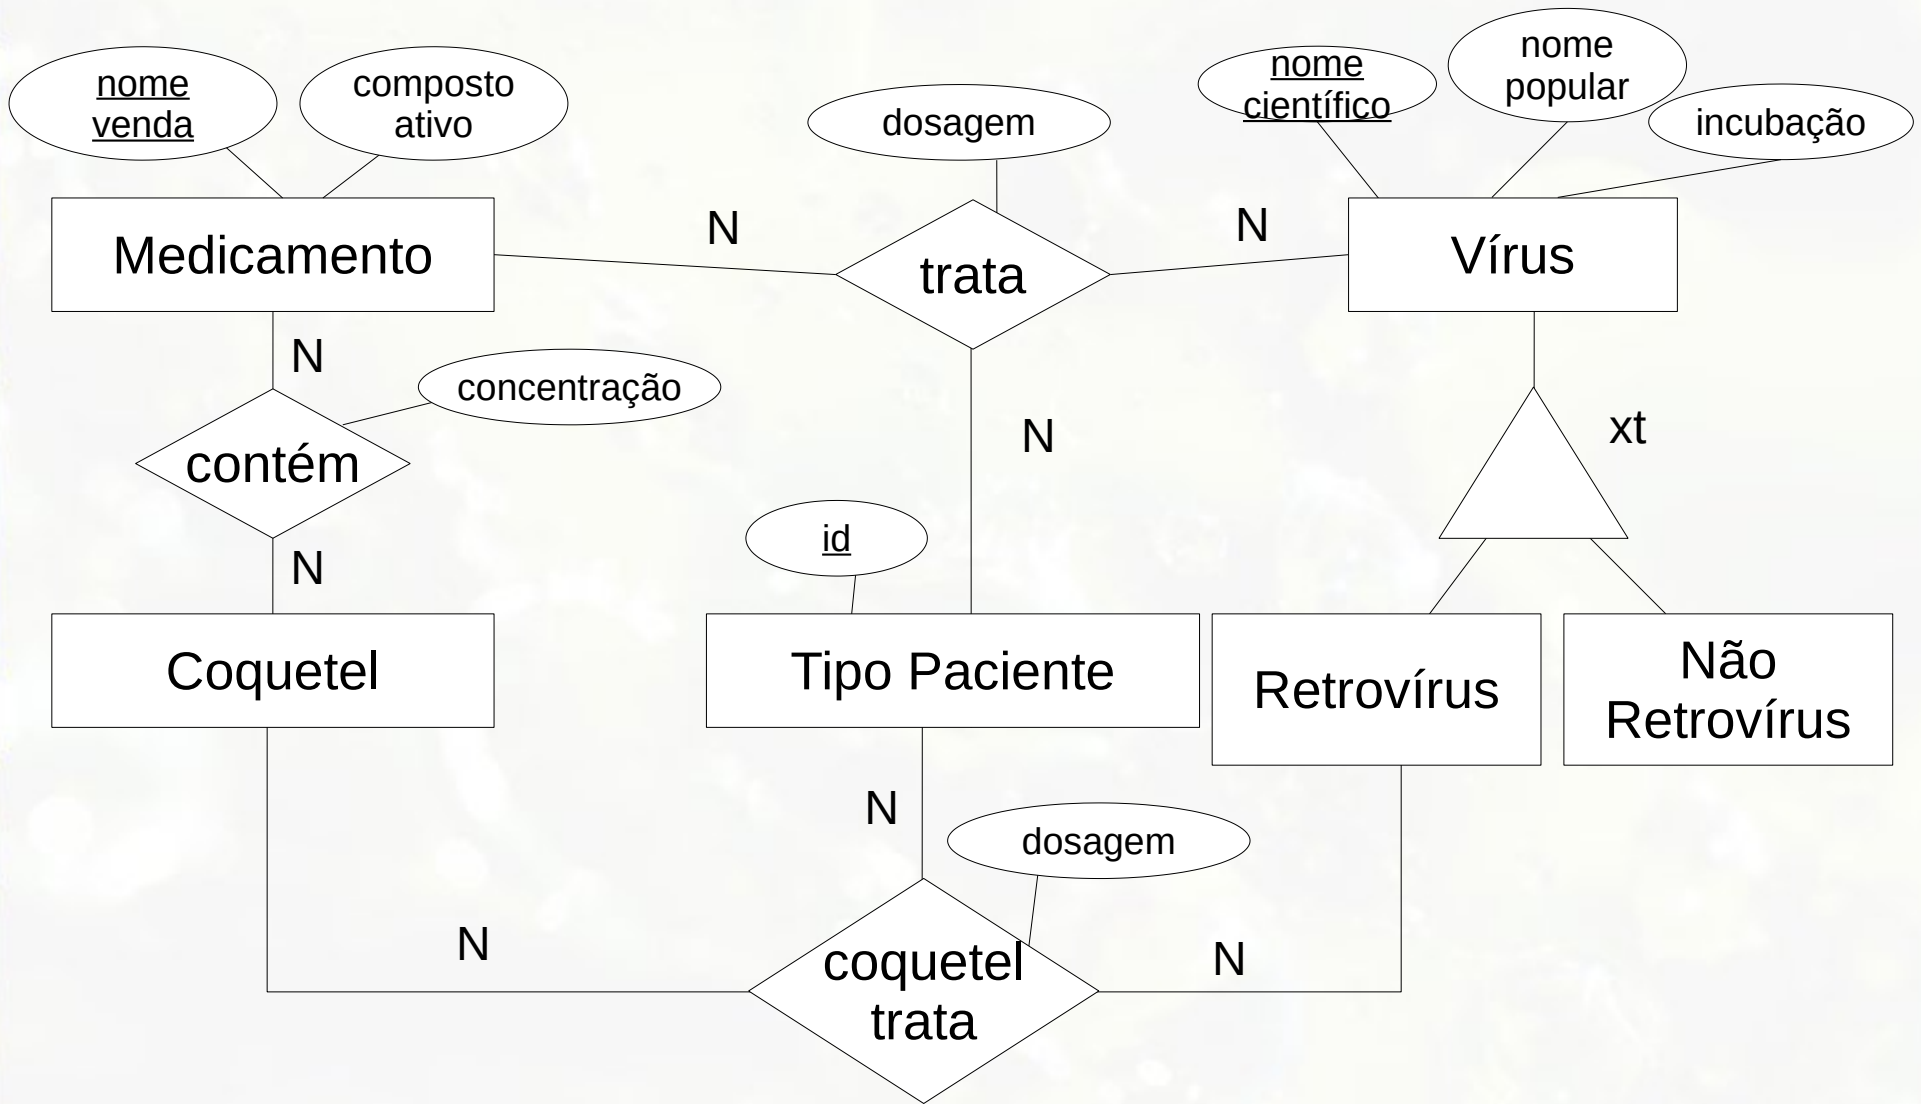 nome
venda
composto
ativo
dosagem
nome
científico
nome
popular
incubação
Medicamento
N
trata
N
Vírus
N
concentração
contém
N
xt
N
id
Coquetel
Tipo Paciente
Retrovírus
Não
Retrovírus
N
dosagem
N
coquetel
trata
N